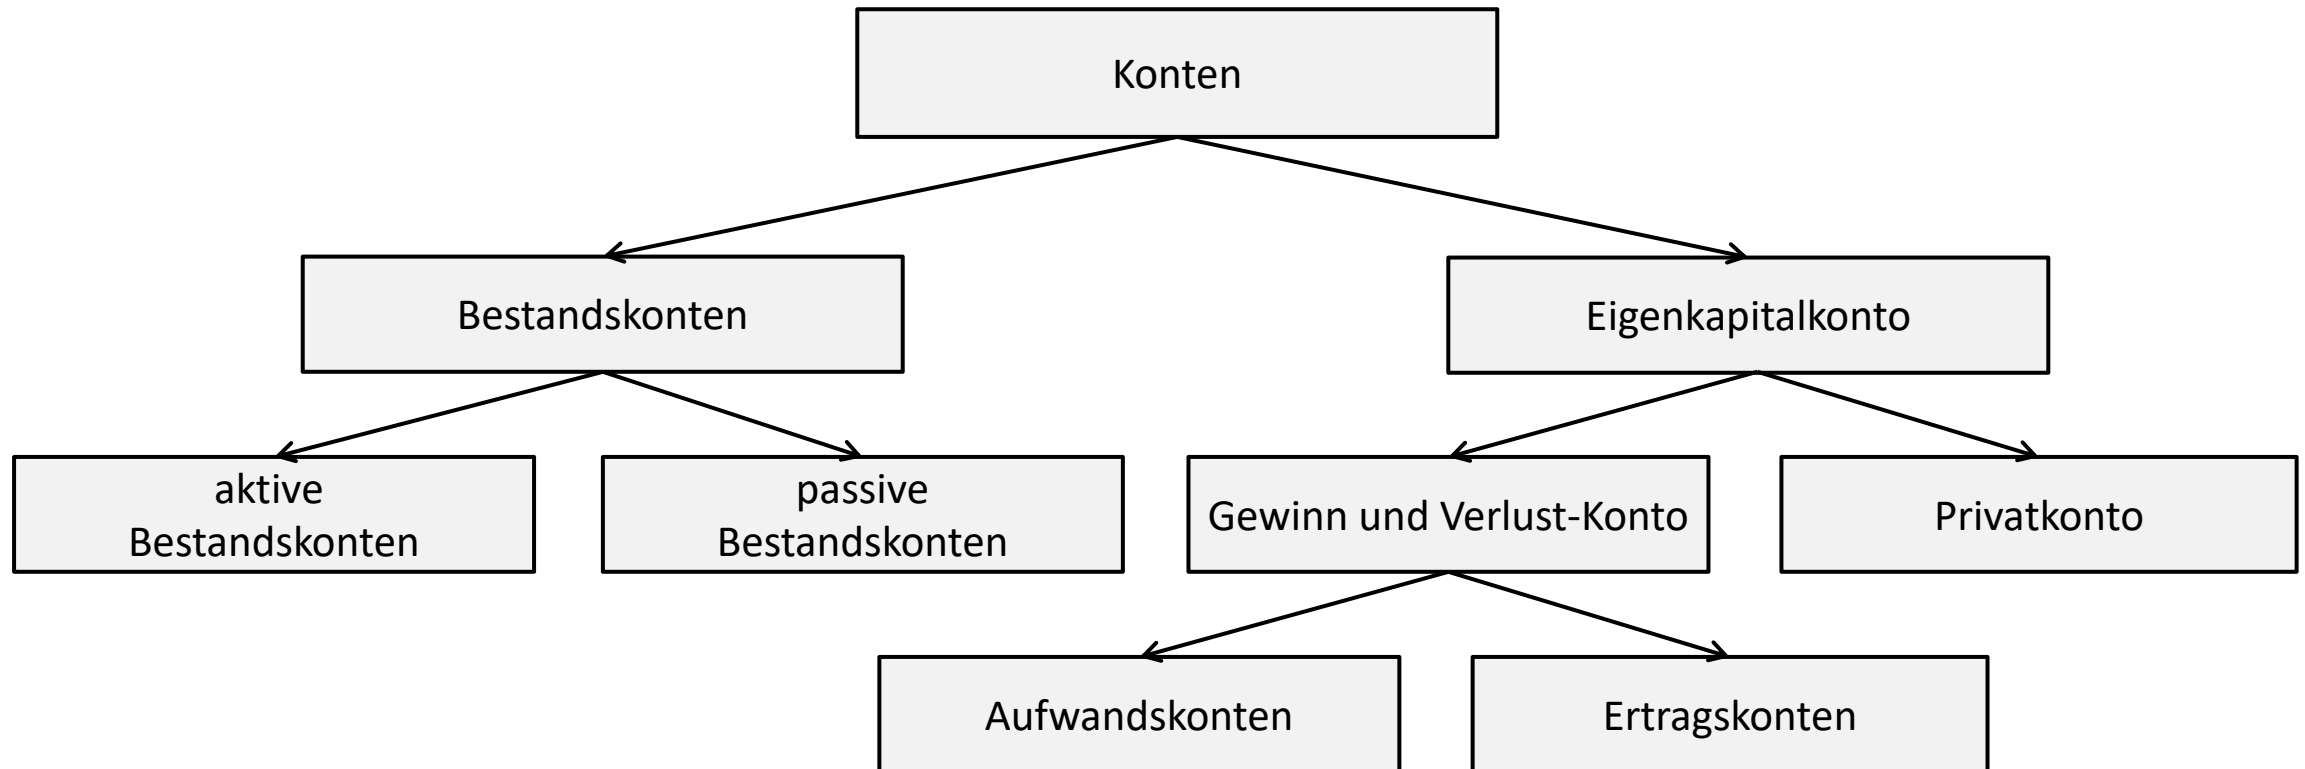 Konten
Bestandskonten
Eigenkapitalkonto
aktive
Bestandskonten
passive
Bestandskonten
Gewinn und Verlust-Konto
Privatkonto
Aufwandskonten
Ertragskonten